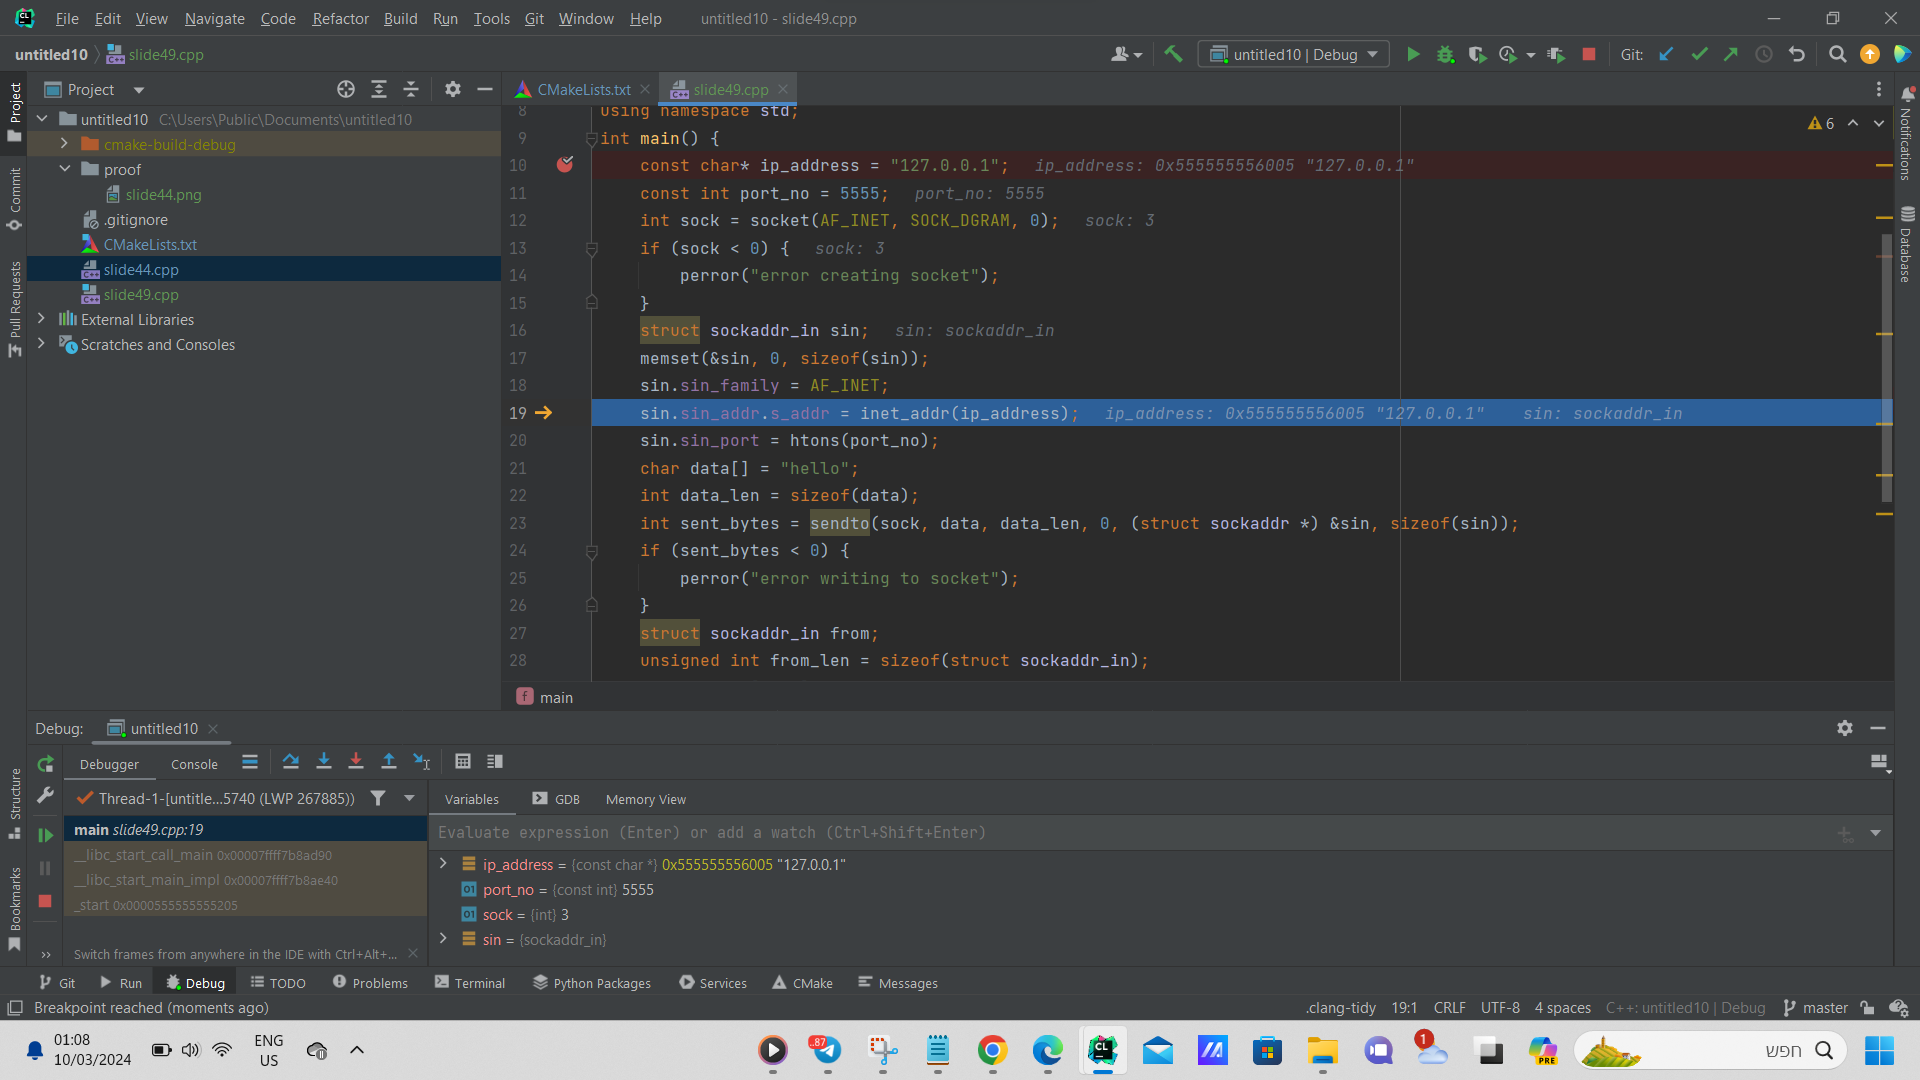 File Edit View Navigate Code Refactor Build Run Tools Git Window Help untitled10 - slide49.cpp
untitled10 slide49.cpp untitled10 | Debug Git:
Project CMakeLists.txt slide49.cpp
untitled10 C:\Users\Public\Documents\untitled10
cmake-build-debug
proof
slide44.png
.gitignore
CMakeLists.txt
slide44.cpp
slide49.cpp
External Libraries
Scratches and Consoles
Project
Commit
Pull Requests
Structure
Bookmarks
6
8 using namespace std;
9 int main() {
10 const char* ip_address = "127.0.0.1"; ip_address: 0x555555556005 "127.0.0.1"
11 const int port_no = 5555; port_no: 5555
12 int sock = socket(AF_INET, SOCK_DGRAM, 0); sock: 3
13 if (sock < 0) { sock: 3
14 perror("error creating socket");
15 }
16 struct sockaddr_in sin; sin: sockaddr_in
17 memset(&sin, 0, sizeof(sin));
18 sin.sin_family = AF_INET;
19 sin.sin_addr.s_addr = inet_addr(ip_address); ip_address: 0x555555556005 "127.0.0.1" sin: sockaddr_in
20 sin.sin_port = htons(port_no);
21 char data[] = "hello";
22 int data_len = sizeof(data);
23 int sent_bytes = sendto(sock, data, data_len, 0, (struct sockaddr *) &sin, sizeof(sin));
24 if (sent_bytes < 0) {
25 perror("error writing to socket");
26 }
27 struct sockaddr_in from;
28 unsigned int from_len = sizeof(struct sockaddr_in);
f main
Notifications
Database
Debug: untitled10
Debugger Console
Thread-1-[untitle...5740 (LWP 267885))
main slide49.cpp:19
__libc_start_call_main 0x00007ffff7b8ad90
__libc_start_main_impl 0x00007ffff7b8ae40
_start 0x0000555555555205
Switch frames from anywhere in the IDE with Ctrl+Alt+...
Variables GDB Memory View
Evaluate expression (Enter) or add a watch (Ctrl+Shift+Enter)
ip_address = {const char *} 0x555555556005 "127.0.0.1"
port_no = {const int} 5555
sock = {int} 3
sin = {sockaddr_in}
Git Run Debug TODO Problems Terminal Python Packages Services CMake Messages
Breakpoint reached (moments ago) .clang-tidy 19:1 CRLF UTF-8 4 spaces C++: untitled10 | Debug master
01:08
10/03/2024
ENG
US
87
CL
1
PRE
חפש